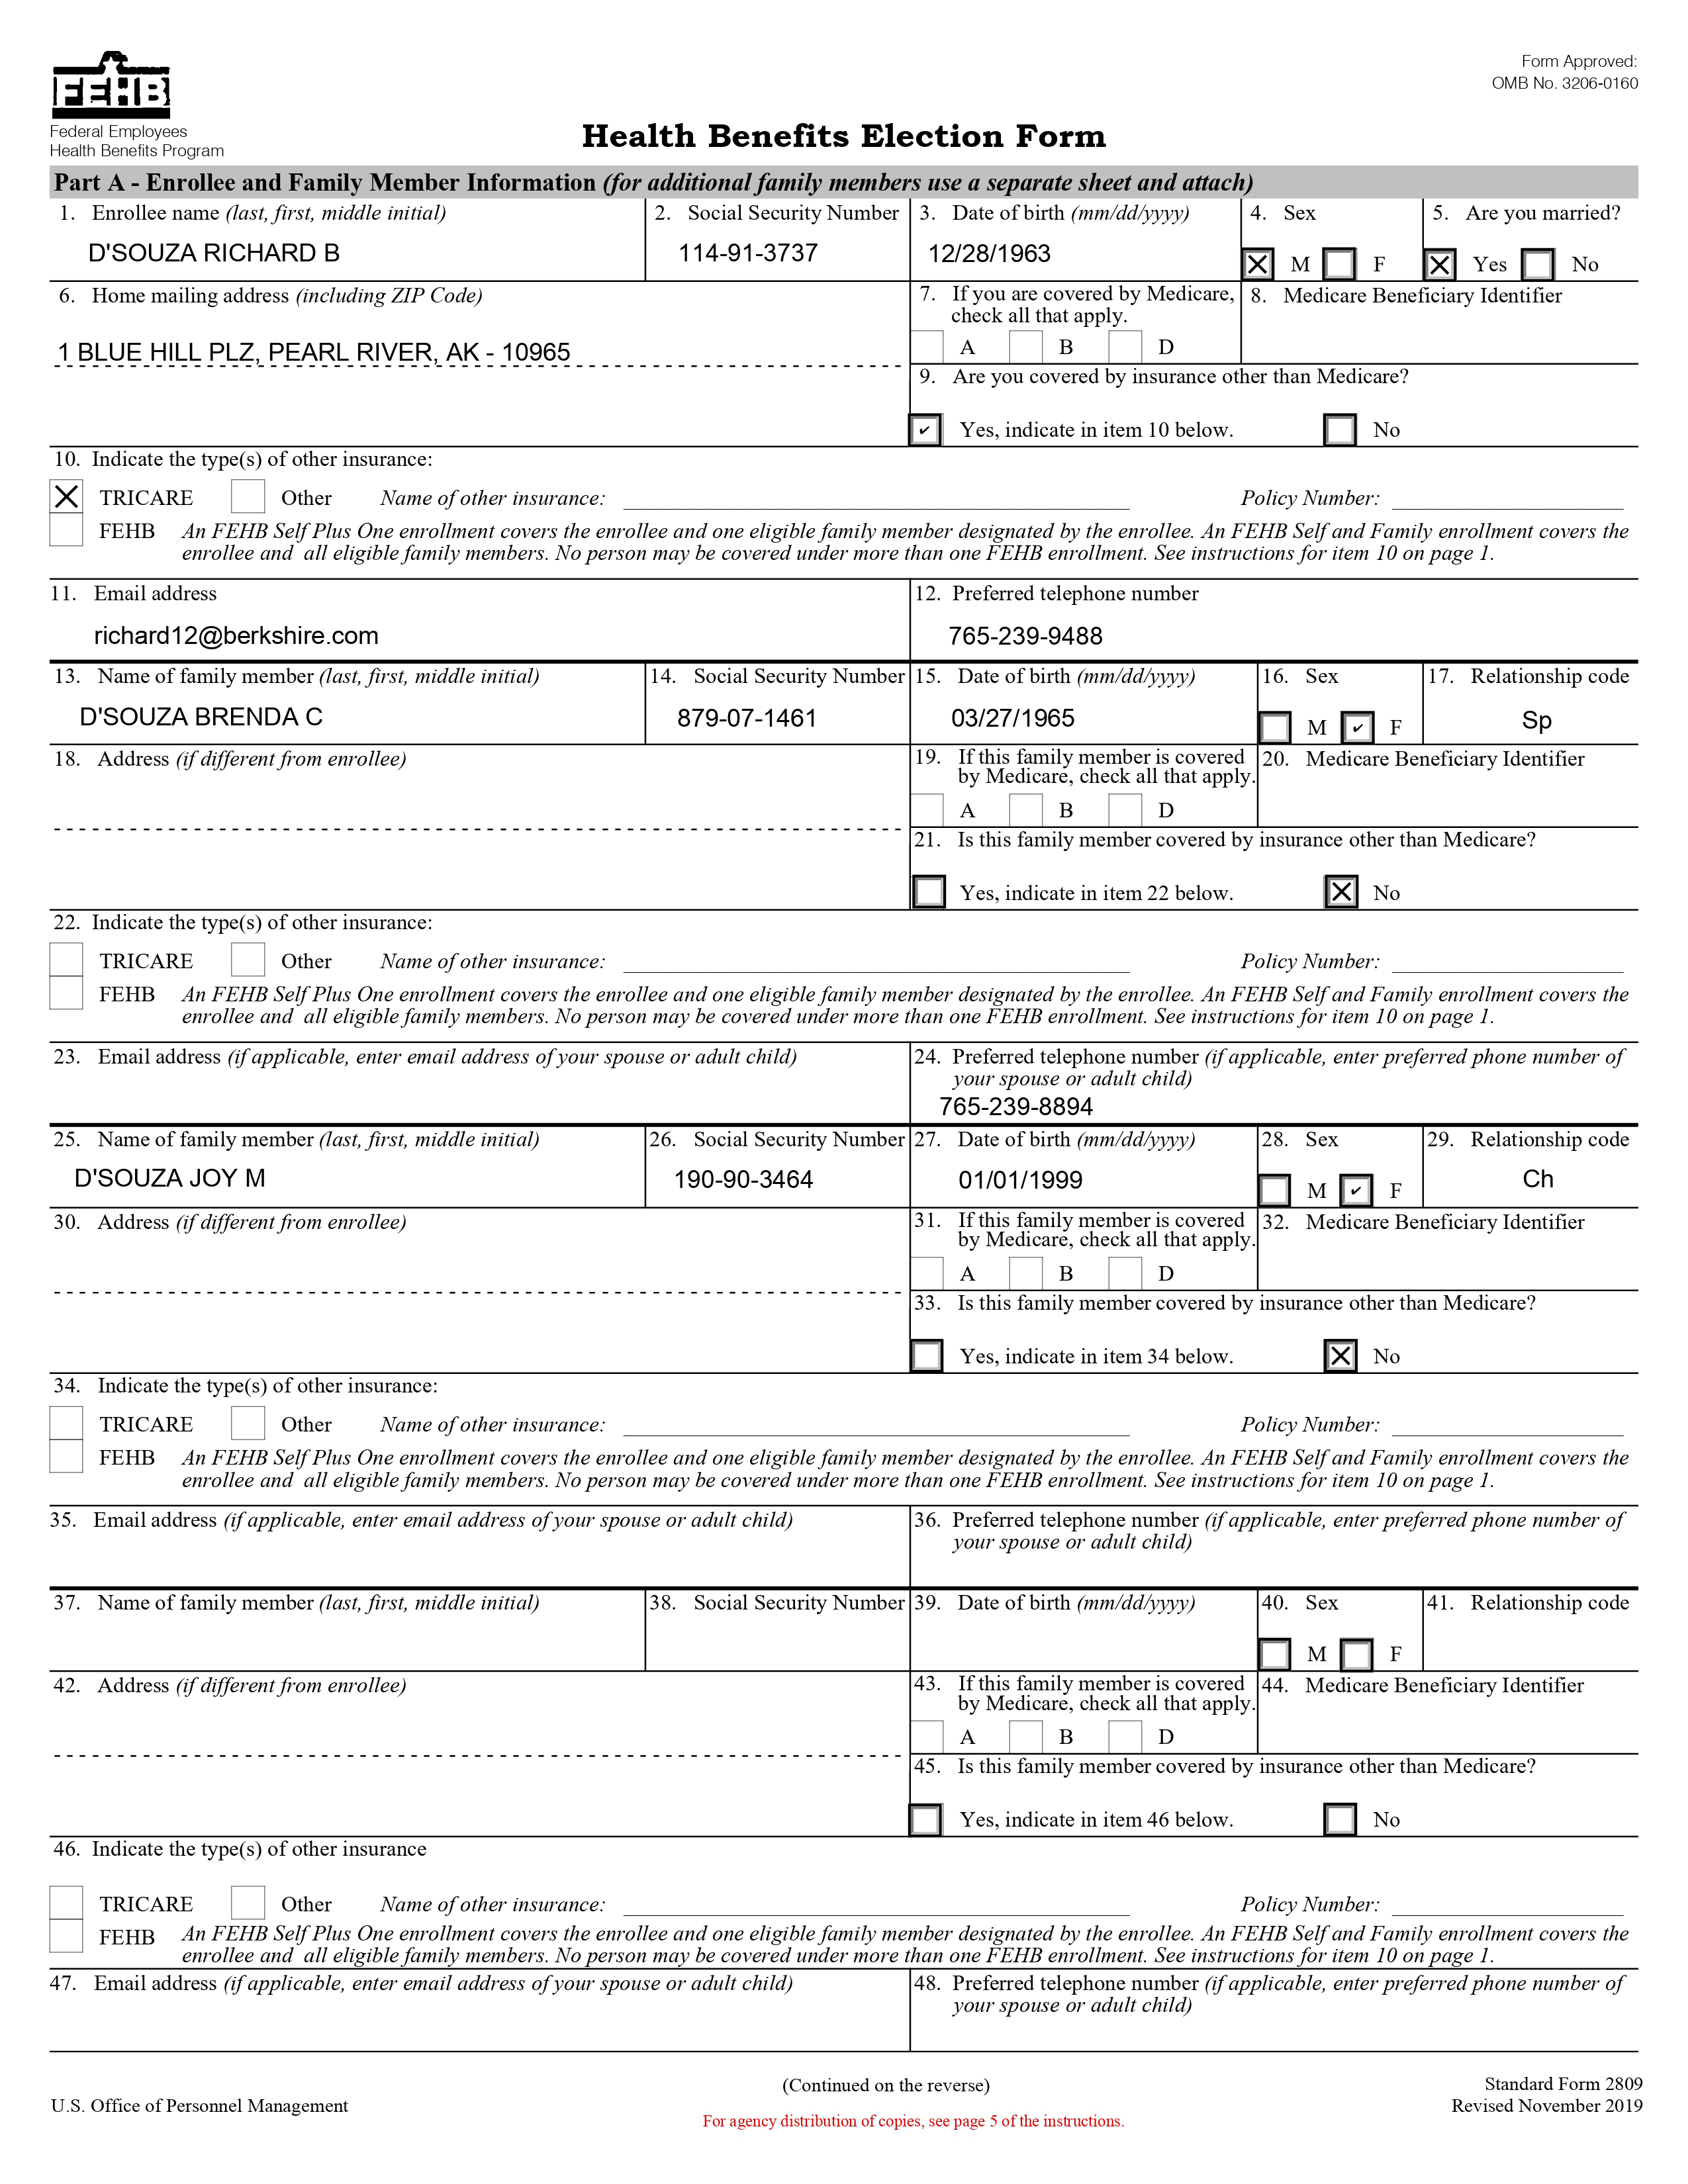 FEHB
Federal Employees
Health Benefits Program
Form Approved:
OMB No. 3206-0160
Health Benefits Election Form
Part A - Enrollee and Family Member Information (for additional family members use a separate sheet and attach)
1. Enrollee name (last, first, middle initial) 2. Social Security Number 3. Date of birth (mm/dd/yyyy) 4. Sex 5. Are you married?
D'SOUZA RICHARD B 114-91-3737 12/28/1963 M F Yes No
6. Home mailing address (including ZIP Code) 7. If you are covered by Medicare, check all that apply. 8. Medicare Beneficiary Identifier
1 BLUE HILL PLZ, PEARL RIVER, AK - 10965 A B D
9. Are you covered by insurance other than Medicare?
✓ Yes, indicate in item 10 below. No
10. Indicate the type(s) of other insurance:
TRICARE Other Name of other insurance: Policy Number:
FEHB An FEHB Self Plus One enrollment covers the enrollee and one eligible family member designated by the enrollee. An FEHB Self and Family enrollment covers the
enrollee and all eligible family members. No person may be covered under more than one FEHB enrollment. See instructions for item 10 on page 1.
11. Email address 12. Preferred telephone number
richard12@berkshire.com 765-239-9488
13. Name of family member (last, first, middle initial) 14. Social Security Number 15. Date of birth (mm/dd/yyyy) 16. Sex 17. Relationship code
D'SOUZA BRENDA C 879-07-1461 03/27/1965 M ✓ F Sp
18. Address (if different from enrollee) 19. If this family member is covered by Medicare, check all that apply. 20. Medicare Beneficiary Identifier
A B D
21. Is this family member covered by insurance other than Medicare?
Yes, indicate in item 22 below. No
22. Indicate the type(s) of other insurance:
TRICARE Other Name of other insurance: Policy Number:
FEHB An FEHB Self Plus One enrollment covers the enrollee and one eligible family member designated by the enrollee. An FEHB Self and Family enrollment covers the
enrollee and all eligible family members. No person may be covered under more than one FEHB enrollment. See instructions for item 10 on page 1.
23. Email address (if applicable, enter email address of your spouse or adult child) 24. Preferred telephone number (if applicable, enter preferred phone number of
your spouse or adult child)
765-239-8894
25. Name of family member (last, first, middle initial) 26. Social Security Number 27. Date of birth (mm/dd/yyyy) 28. Sex 29. Relationship code
D'SOUZA JOY M 190-90-3464 01/01/1999 M ✓ F Ch
30. Address (if different from enrollee) 31. If this family member is covered by Medicare, check all that apply. 32. Medicare Beneficiary Identifier
A B D
33. Is this family member covered by insurance other than Medicare?
Yes, indicate in item 34 below. No
34. Indicate the type(s) of other insurance:
TRICARE Other Name of other insurance: Policy Number:
FEHB An FEHB Self Plus One enrollment covers the enrollee and one eligible family member designated by the enrollee. An FEHB Self and Family enrollment covers the
enrollee and all eligible family members. No person may be covered under more than one FEHB enrollment. See instructions for item 10 on page 1.
35. Email address (if applicable, enter email address of your spouse or adult child) 36. Preferred telephone number (if applicable, enter preferred phone number of
your spouse or adult child)
37. Name of family member (last, first, middle initial) 38. Social Security Number 39. Date of birth (mm/dd/yyyy) 40. Sex 41. Relationship code
M F
42. Address (if different from enrollee) 43. If this family member is covered by Medicare, check all that apply. 44. Medicare Beneficiary Identifier
A B D
45. Is this family member covered by insurance other than Medicare?
Yes, indicate in item 46 below. No
46. Indicate the type(s) of other insurance
TRICARE Other Name of other insurance: Policy Number:
FEHB An FEHB Self Plus One enrollment covers the enrollee and one eligible family member designated by the enrollee. An FEHB Self and Family enrollment covers the
enrollee and all eligible family members. No person may be covered under more than one FEHB enrollment. See instructions for item 10 on page 1.
47. Email address (if applicable, enter email address of your spouse or adult child) 48. Preferred telephone number (if applicable, enter preferred phone number of
your spouse or adult child)
(Continued on the reverse)
U.S. Office of Personnel Management
For agency distribution of copies, see page 5 of the instructions.
Standard Form 2809
Revised November 2019